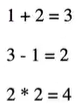 1 + 2 = 3
3 - 1 = 2
2 * 2 = 4